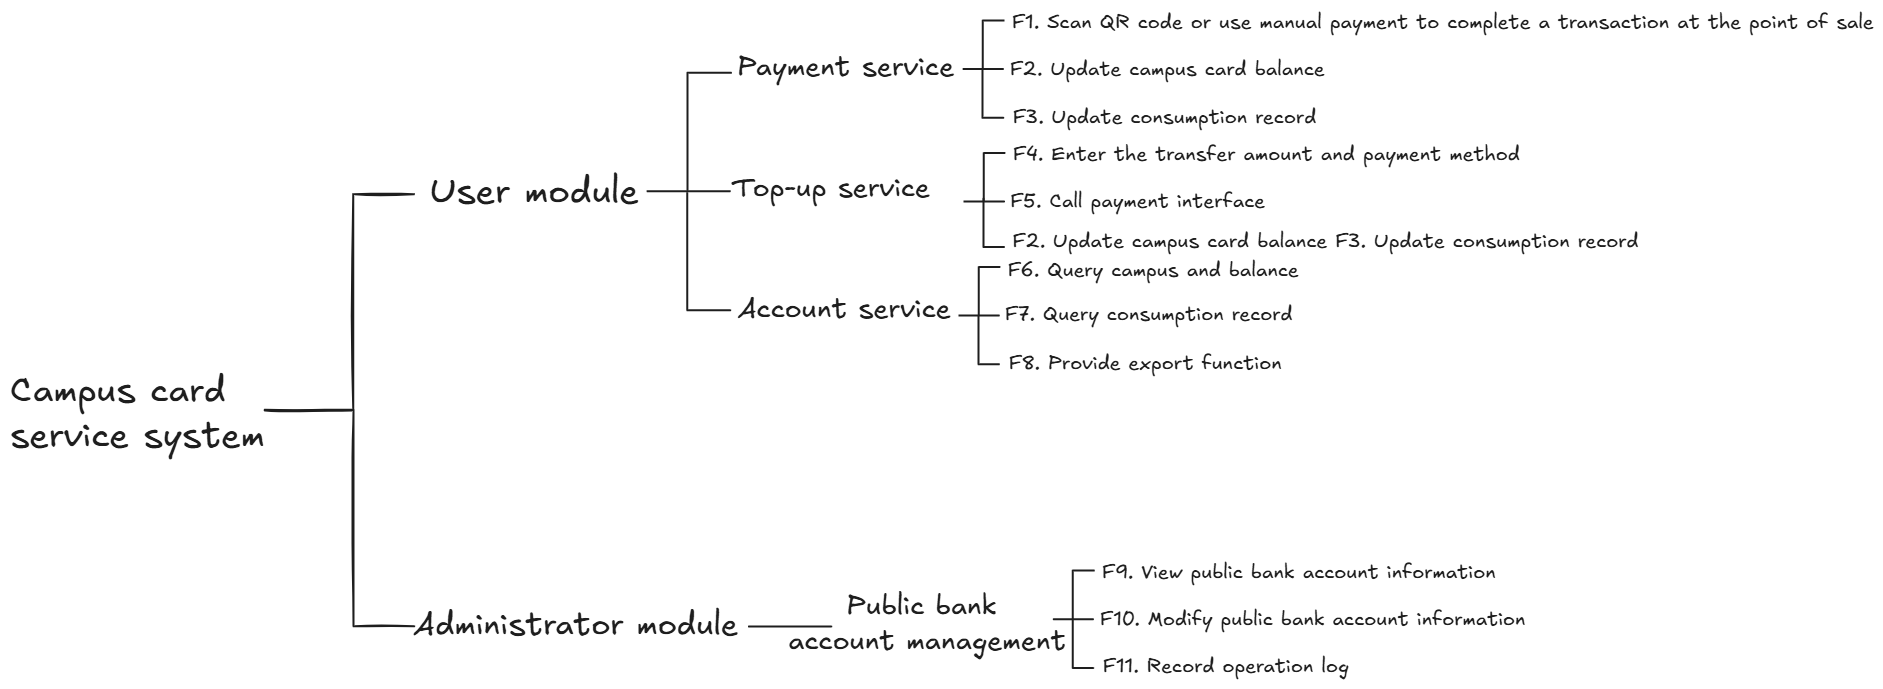 F1. Scan QR code or use manual payment to complete a transaction at the point of sale
Payment service
F2. Update campus card balance
F3. Update consumption record
F4. Enter the transfer amount and payment method
User module
Top-up service
F5. Call payment interface
F2. Update campus card balance F3. Update consumption record
F6. Query campus and balance
Account service
F7. Query consumption record
F8. Provide export function
Campus card
service system
F9. View public bank account information
Administrator module
Public bank
account management
F10. Modify public bank account information
F11. Record operation log